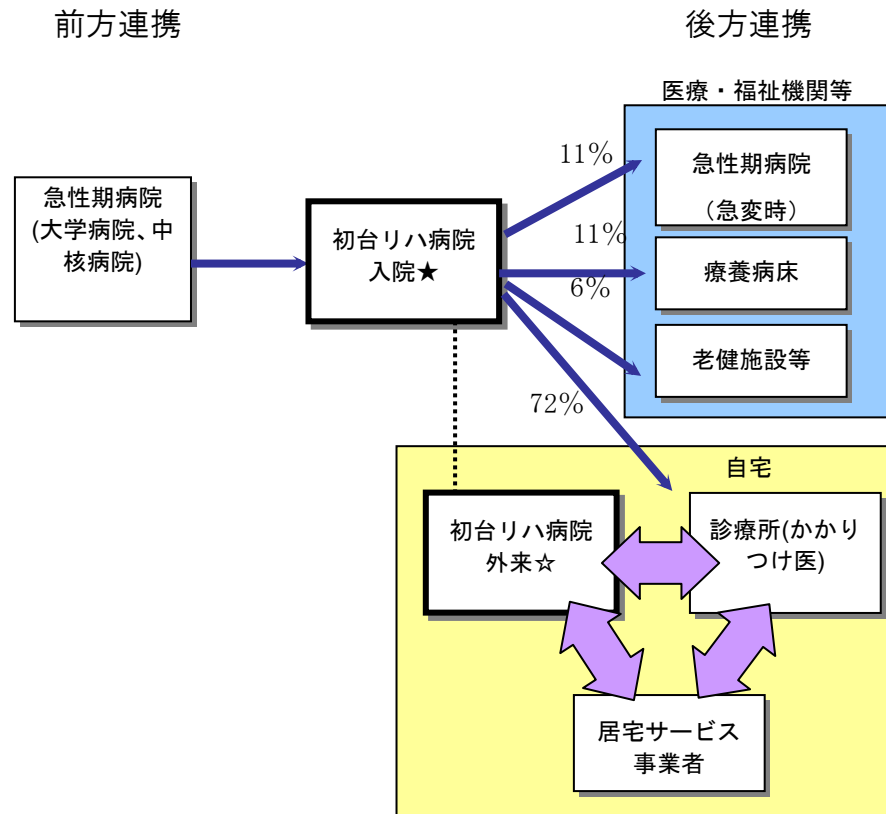 前方連携
後方連携
医療・福祉機関等
11%
急性期病院
（急変時）
急性期病院
(大学病院、中
核病院)
初台リハ病院
入院★
11%
療養病床
6%
老健施設等
72%
自宅
初台リハ病院
外来☆
診療所(かかり
つけ医)
居宅サービス
事業者